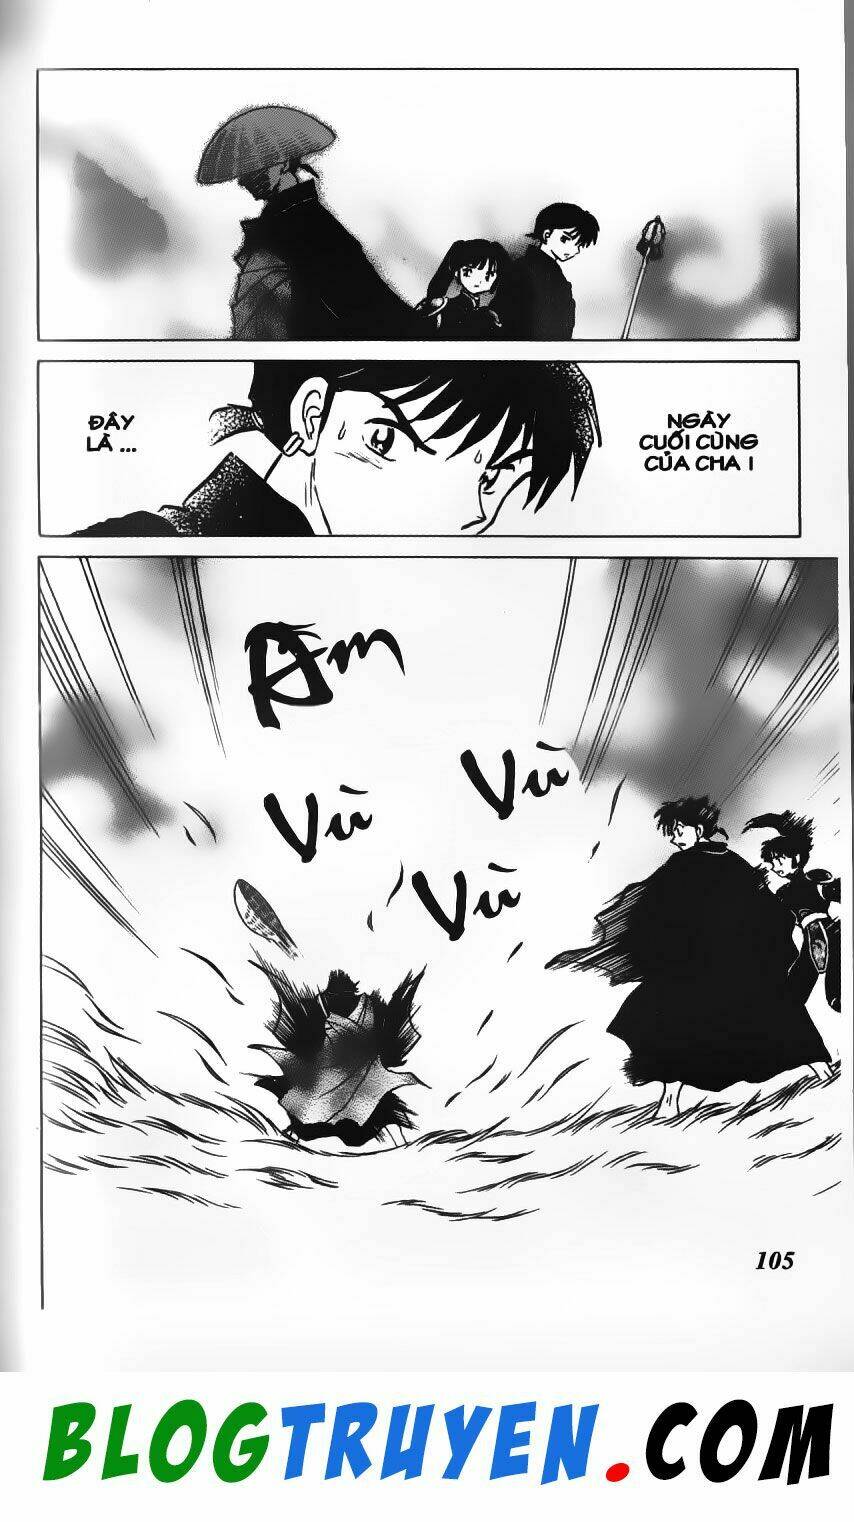 ĐÂY
LÀ ...
NGÀY
CUỐI CÙNG
CỦA CHA !
Ầm
Vù
Vù
Vù
105
BLOGTRUYEN.COM